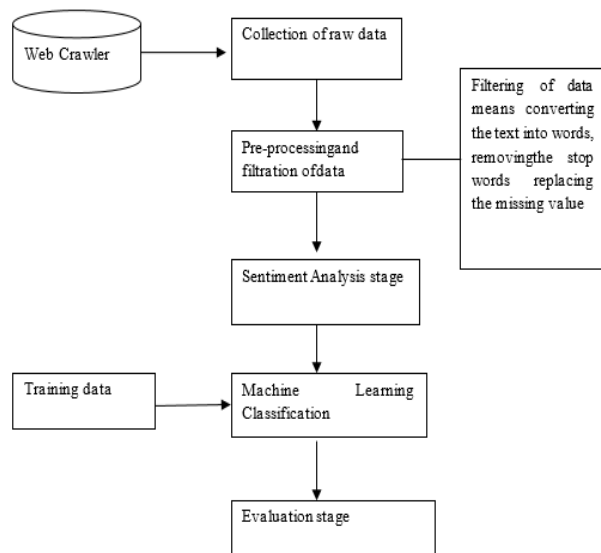 Web Crawler
Collection of raw data
Pre-processingand
filtration ofdata
Filtering of data
means converting
the text into words,
removingthe stop
words replacing
the missing value
Sentiment Analysis stage
Training data
Machine Learning
Classification
Evaluation stage